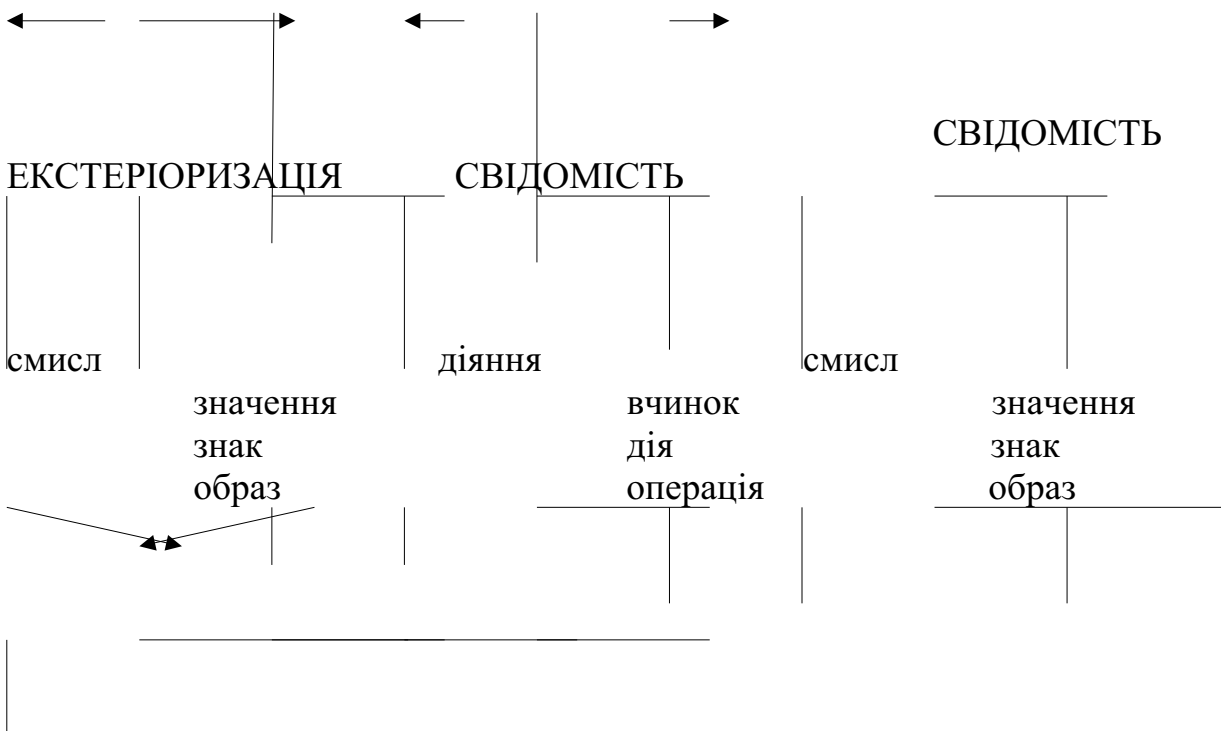 СВІДОМІСТЬ
ЕКСТЕРІОРИЗАЦІЯ СВІДОМІСТЬ
смисл діяння смисл
значення вчинок значення
знак дія знак
образ операція образ